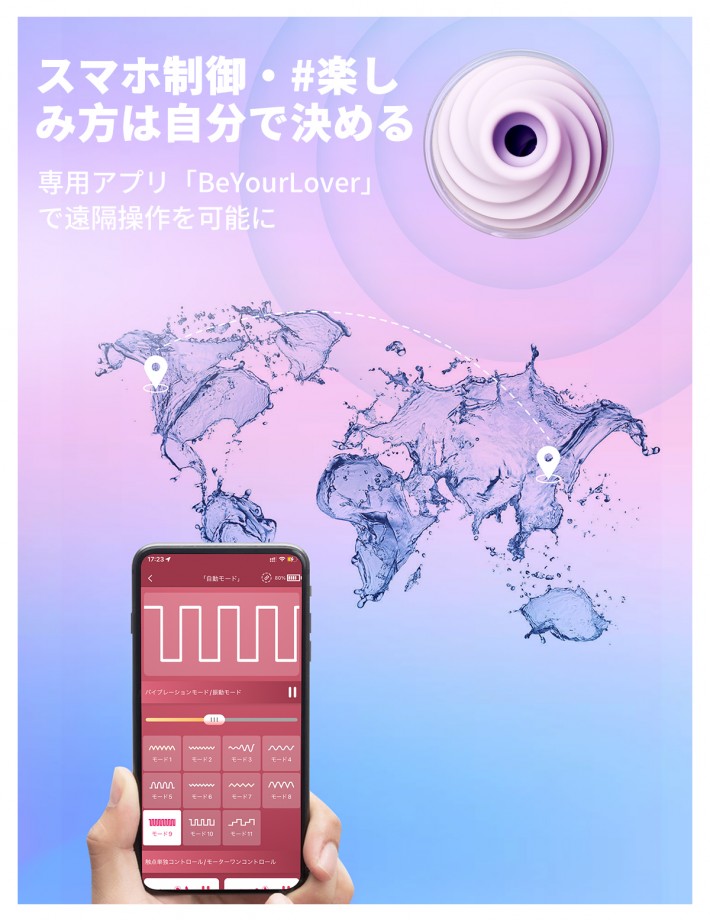 スマホ制御・#楽し
み方は自分で決める
専用アプリ「BeYourLover」
で遠隔操作を可能に
17:23
「自動モード」
80%
バイブレーションモード/振動モード
モード1 モード2 モード3 モード4
モード5 モード6 モード7 モード8
モード9 モード10 モード11
触点単独コントロール/モーターワンコントロール